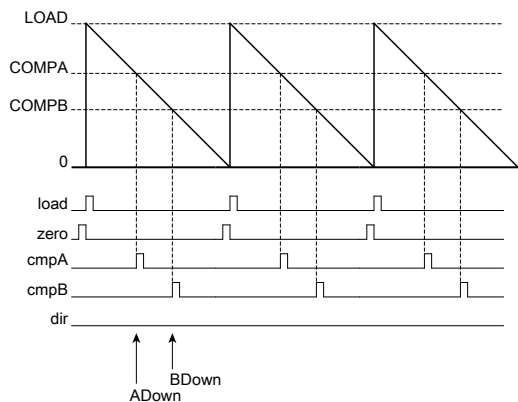 LOAD
COMPA
COMPB
0
load
zero
cmpA
cmpB
dir
BDown
ADown